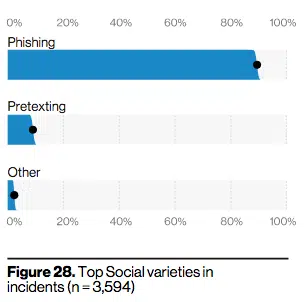 0% 20% 40% 60% 80% 100%
Phishing
Pretexting
Other
0% 20% 40% 60% 80% 100%
Figure 28. Top Social varieties in
incidents (n = 3,594)